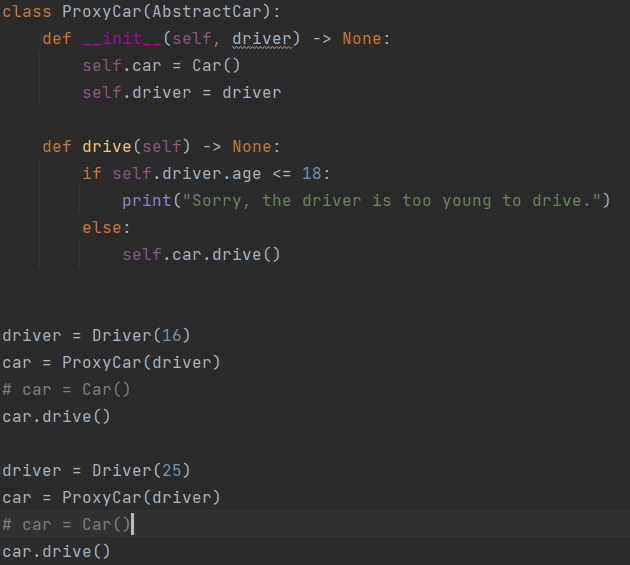 class ProxyCar(AbstractCar):
    def __init__(self, driver) -> None:
        self.car = Car()
        self.driver = driver

    def drive(self) -> None:
        if self.driver.age <= 18:
            print("Sorry, the driver is too young to drive.")
        else:
            self.car.drive()


driver = Driver(16)
car = ProxyCar(driver)
# car = Car()
car.drive()

driver = Driver(25)
car = ProxyCar(driver)
# car = Car()
car.drive()